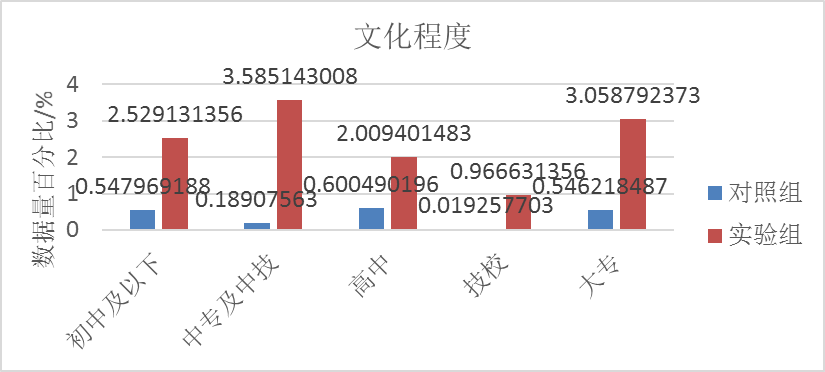 文化程度
数据量百分比/%
4
3
2
1
0
0.547969188
2.529131356
0.18907563
3.585143008
0.600490196
2.009401483
0.019257703
0.966631356
0.546218487
3.058792373
初中及以下
中专及中技
高中
技校
大专
对照组
实验组